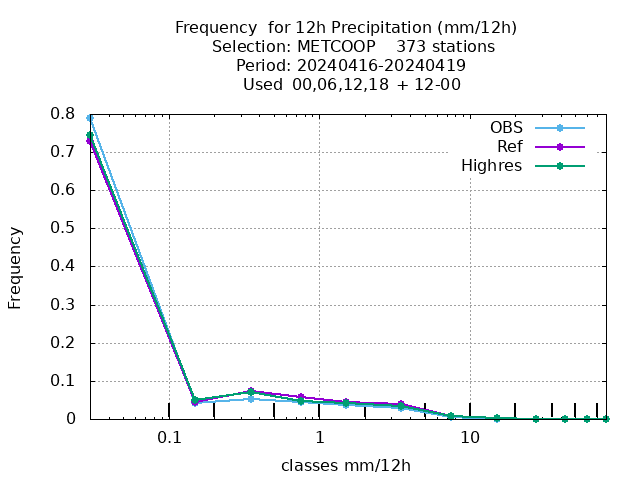 Frequency  for 12h Precipitation (mm/12h)
Selection: METCOOP    373 stations
Period: 20240416-20240419
Used  00,06,12,18  + 12-00
OBS
Ref
Highres
Frequency
0.8
0.7
0.6
0.5
0.4
0.3
0.2
0.1
0
0.1 1 10
classes mm/12h